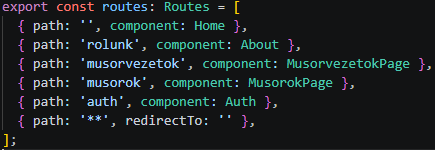 export const routes: Routes = [
  { path: '', component: Home },
  { path: 'rolunk', component: About },
  { path: 'musorvezetok', component: MusorvezetokPage },
  { path: 'musorok', component: MusorokPage },
  { path: 'auth', component: Auth },
  { path: '**', redirectTo: '' },
];